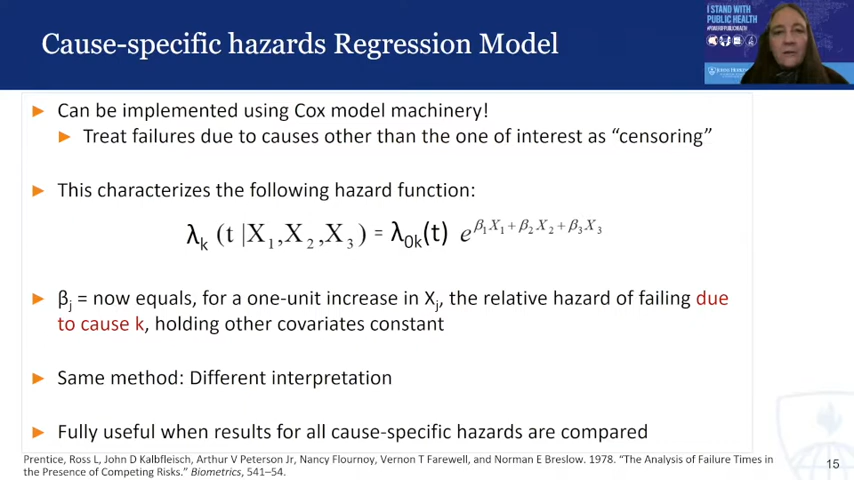 Cause-specific hazards Regression Model
I STAND WITH
PUBLIC HEALTH
► Can be implemented using Cox model machinery!
► Treat failures due to causes other than the one of interest as “censoring”
► This characterizes the following hazard function:
λₖ (t |X₁,X₂,X₃) = λ₀ₖ(t) e^{β₁X₁+β₂X₂+β₃X₃}
► βⱼ = now equals, for a one-unit increase in Xⱼ, the relative hazard of failing due
to cause k, holding other covariates constant
► Same method: Different interpretation
► Fully useful when results for all cause-specific hazards are compared
Prentice, Ross L, John D Kalbfleisch, Arthur V Peterson Jr, Nancy Flournoy, Vernon T Farewell, and Norman E Breslow. 1978. “The Analysis of Failure Times in
the Presence of Competing Risks.” Biometrics, 541–54.
15